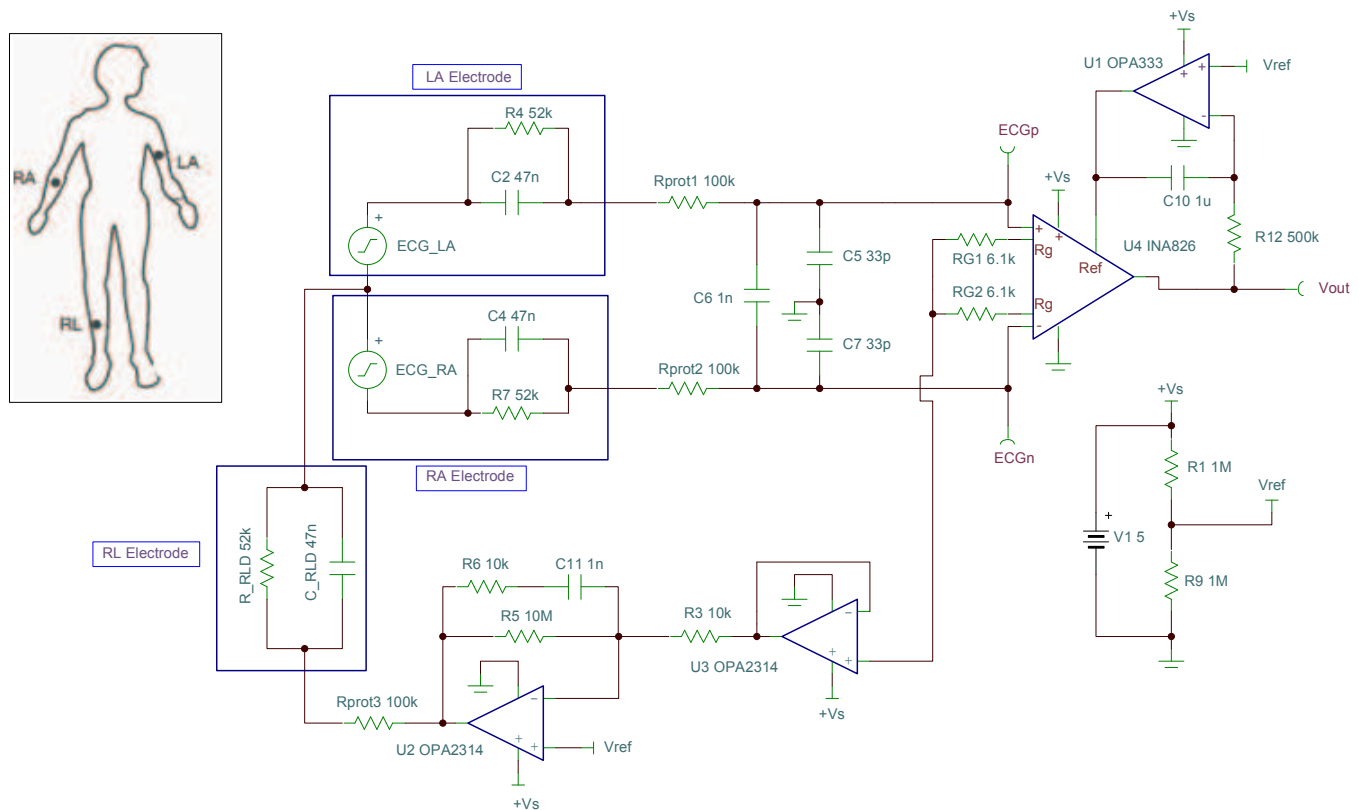 RA
LA
RL
LA Electrode
R4 52k
C2 47n
+
ECG_LA
C4 47n
+
ECG_RA
R7 52k
RA Electrode
Rprot1 100k
Rprot2 100k
C6 1n
C5 33p
C7 33p
ECGp
ECGn
+Vs
RG1 6.1k
RG2 6.1k
+
+
Rg
Ref
Rg
-
U4 INA826
+Vs
U1 OPA333
+
+
-
Vref
C10 1u
R12 500k
Vout
+Vs
R1 1M
Vref
+
V1 5
R9 1M
RL Electrode
R_RLD 52k
C_RLD 47n
R6 10k
C11 1n
R5 10M
R3 10k
-
+
+
U3 OPA2314
+Vs
Rprot3 100k
-
+
+
U2 OPA2314
Vref
+Vs